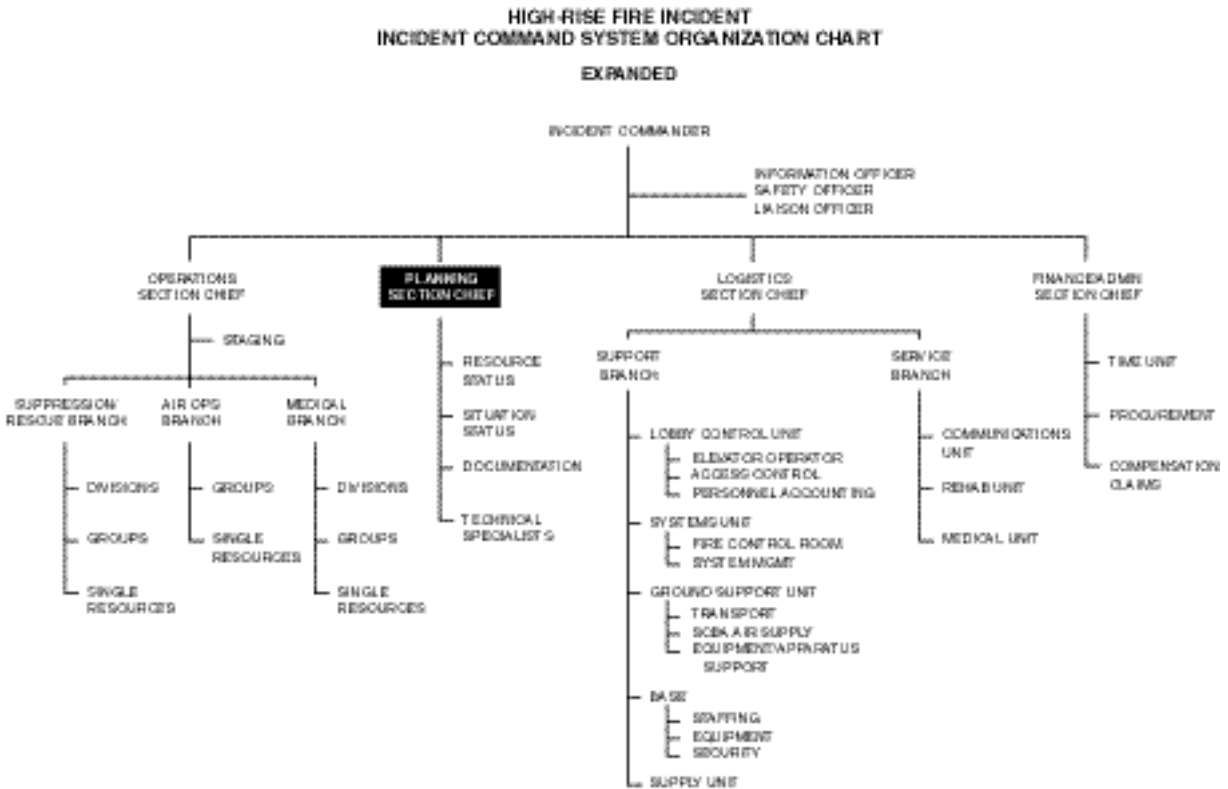 HIGH-RISE FIRE INCIDENT
INCIDENT COMMAND SYSTEM ORGANIZATION CHART
EXPANDED
INCIDENT COMMANDER
INFORMATION OFFICER
SAFETY OFFICER
LIAISON OFFICER
OPERATIONS
SECTION CHIEF
PLANNING
SECTION CHIEF
LOGISTICS
SECTION CHIEF
FINANCE/ADMIN
SECTION CHIEF
STAGING
SUPPRESSION/
RESCUE BRANCH
AIR OPS
BRANCH
MEDICAL
BRANCH
DIVISIONS
GROUPS
SINGLE
RESOURCES
GROUPS
SINGLE
RESOURCES
DIVISIONS
GROUPS
SINGLE
RESOURCES
RESOURCE
STATUS
SITUATION
STATUS
DOCUMENTATION
TECHNICAL
SPECIALISTS
SUPPORT
BRANCH
LOBBY CONTROL UNIT
ELEVATOR OPERATOR
ACCESS CONTROL
PERSONNEL ACCOUNTING
SYSTEMS UNIT
FIRE CONTROL ROOM
SYSTEM MGMT
GROUND SUPPORT UNIT
TRANSPORT
SCBA AIR SUPPLY
EQUIPMENT/APPARATUS
SUPPORT
BASE
STAFFING
EQUIPMENT
SECURITY
SUPPLY UNIT
SERVICE
BRANCH
COMMUNICATIONS
UNIT
REHAB UNIT
MEDICAL UNIT
TIME UNIT
PROCUREMENT
COMPENSATION
CLAIMS